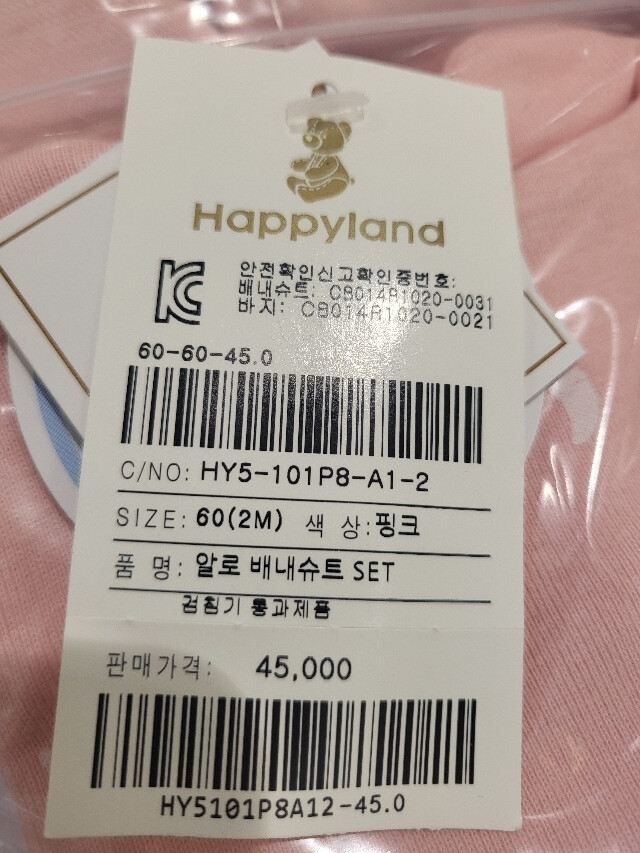 Happyland
안전확인신고확인증번호:
배내슈트: CB014R1020-0031
바지: CB014R1020-0021
60-60-45.0
C/NO: HY5-101P8-A1-2
SIZE: 60(2M) 색 상:핑크
품 명: 알로 배내슈트 SET
검침기 통과제품
판매가격: 45,000
HY5101P8A12-45.0